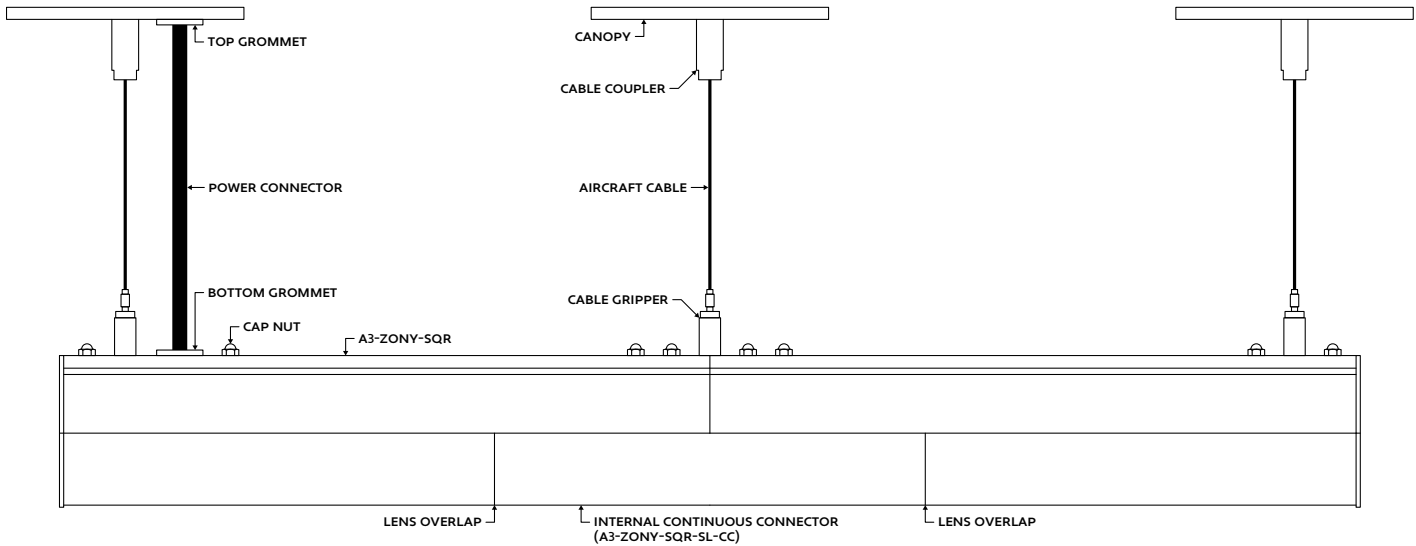 TOP GROMMET
CANOPY
CABLE COUPLER
POWER CONNECTOR
AIRCRAFT CABLE
BOTTOM GROMMET
CABLE GRIPPER
CAP NUT
A3-ZONY-SQR
LENS OVERLAP
INTERNAL CONTINUOUS CONNECTOR
(A3-ZONY-SQR-SL-CC)
LENS OVERLAP